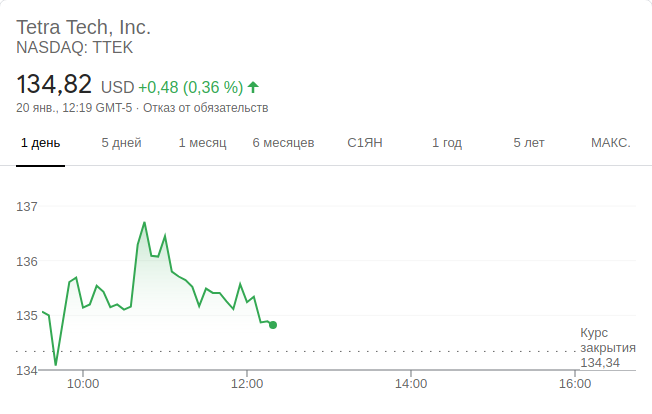 Tetra Tech, Inc.
NASDAQ: TTEK
134,82 USD +0,48 (0,36 %)
20 янв., 12:19 GMT-5 · Отказ от обязательств
1 день 5 дней 1 месяц 6 месяцев С1ЯН 1 год 5 лет МАКС.
137
136
135
134
Курс
закрытия
134,34
10:00 12:00 14:00 16:00